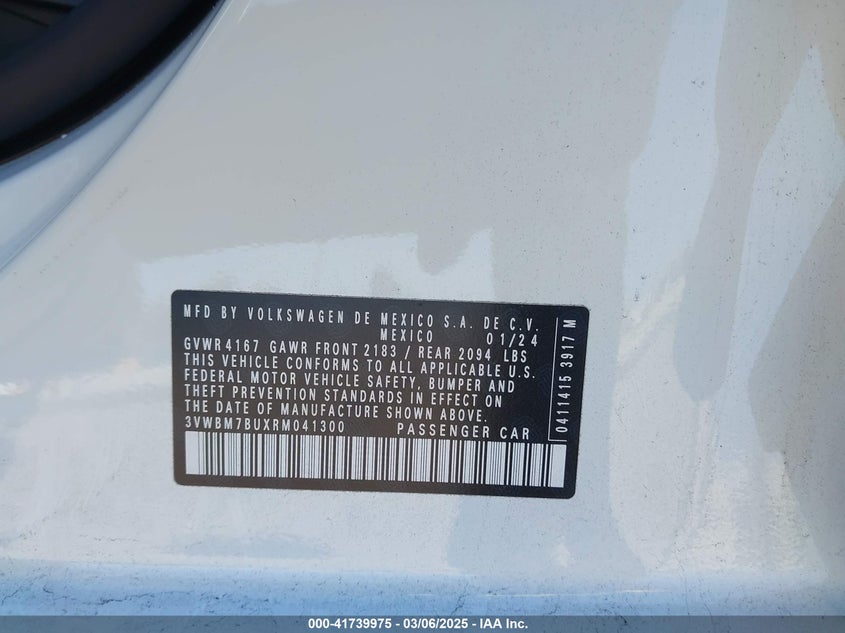 MFD BY VOLKSWAGEN DE MEXICO S.A. DE C.V.
MEXICO 01/24
GVWR 4167 GAWR FRONT 2183 / REAR 2094 LBS
THIS VEHICLE CONFORMS TO ALL APPLICABLE U.S.
FEDERAL MOTOR VEHICLE SAFETY, BUMPER AND
THEFT PREVENTION STANDARDS IN EFFECT ON
THE DATE OF MANUFACTURE SHOWN ABOVE.
3VWBM7BUXRM041300 PASSENGER CAR
0411415 3917 M
000-41739975 - 03/06/2025 - IAA Inc.